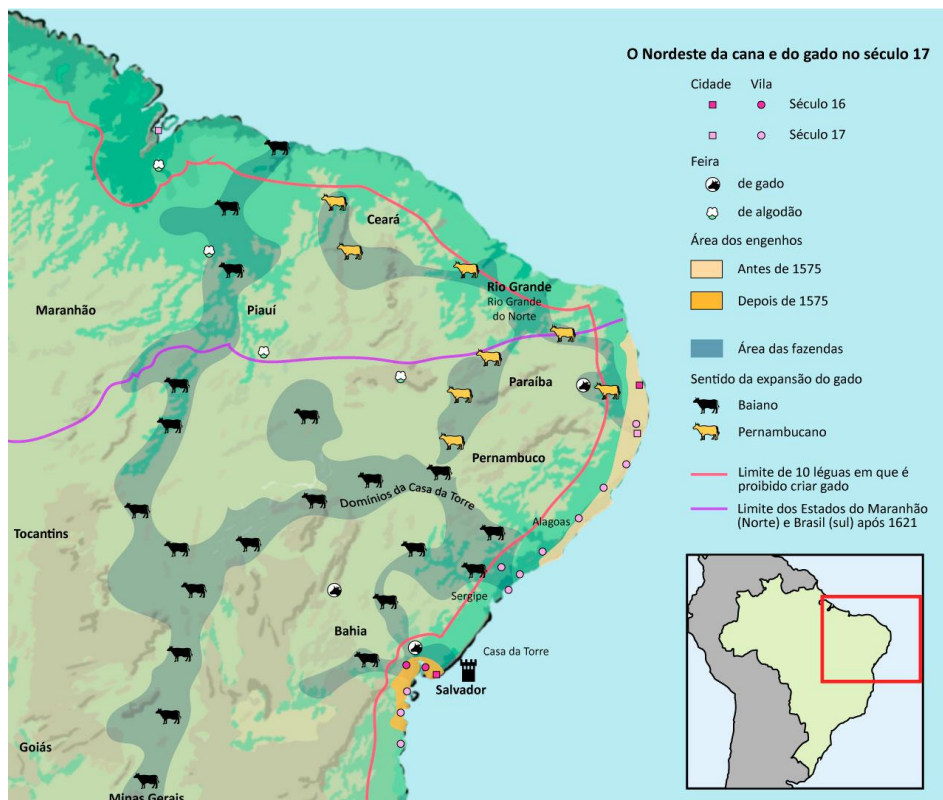 O Nordeste da cana e do gado no século 17
Cidade Vila
Século 16
Século 17
Feira
de gado
de algodão
Área dos engenhos
Antes de 1575
Depois de 1575
Área das fazendas
Sentido da expansão do gado
Baiano
Pernambucano
Limite de 10 léguas em que é
proibido criar gado
Limite dos Estados do Maranhão
(Norte) e Brasil (sul) após 1621
Ceará
Rio Grande
Rio Grande
do Norte
Maranhão
Piauí
Paraíba
Pernambuco
Domínios da Casa da Torre
Alagoas
Tocantins
Sergipe
Bahia
Casa da Torre
Salvador
Goiás
Minas Gerais